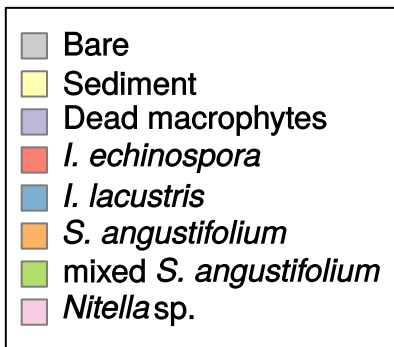 Bare
Sediment
Dead macrophytes
I. echinospora
I. lacustris
S. angustifolium
mixed S. angustifolium
Nitella sp.